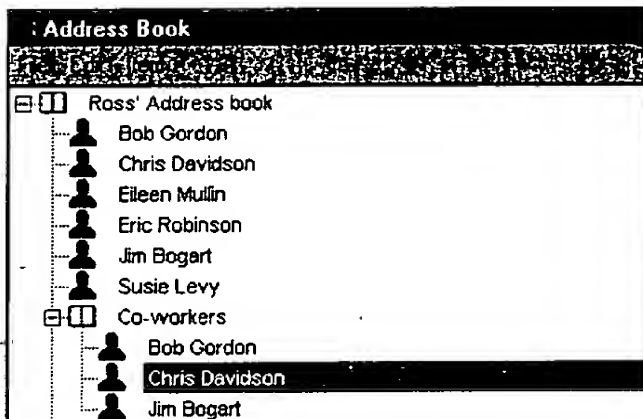 Address Book
Ross' Address book
Bob Gordon
Chris Davidson
Eileen Mullin
Eric Robinson
Jim Bogart
Susie Levy
Co-workers
Bob Gordon
Chris Davidson
Jim Bogart